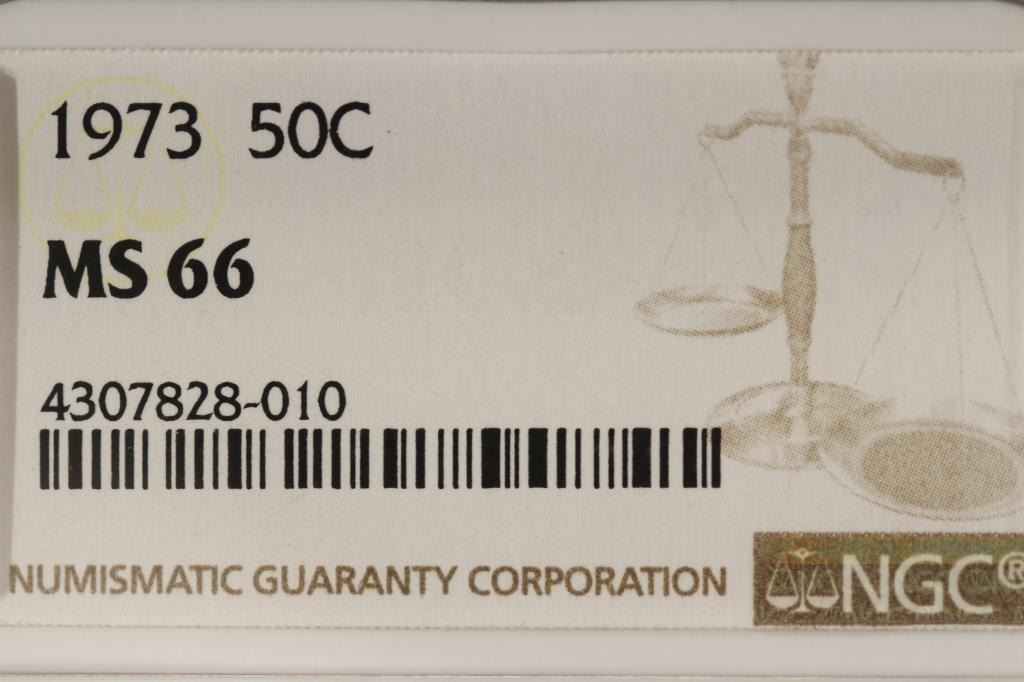 1973 50C
MS 66
4307828-010
NUMISMATIC GUARANTY CORPORATION
NGC®